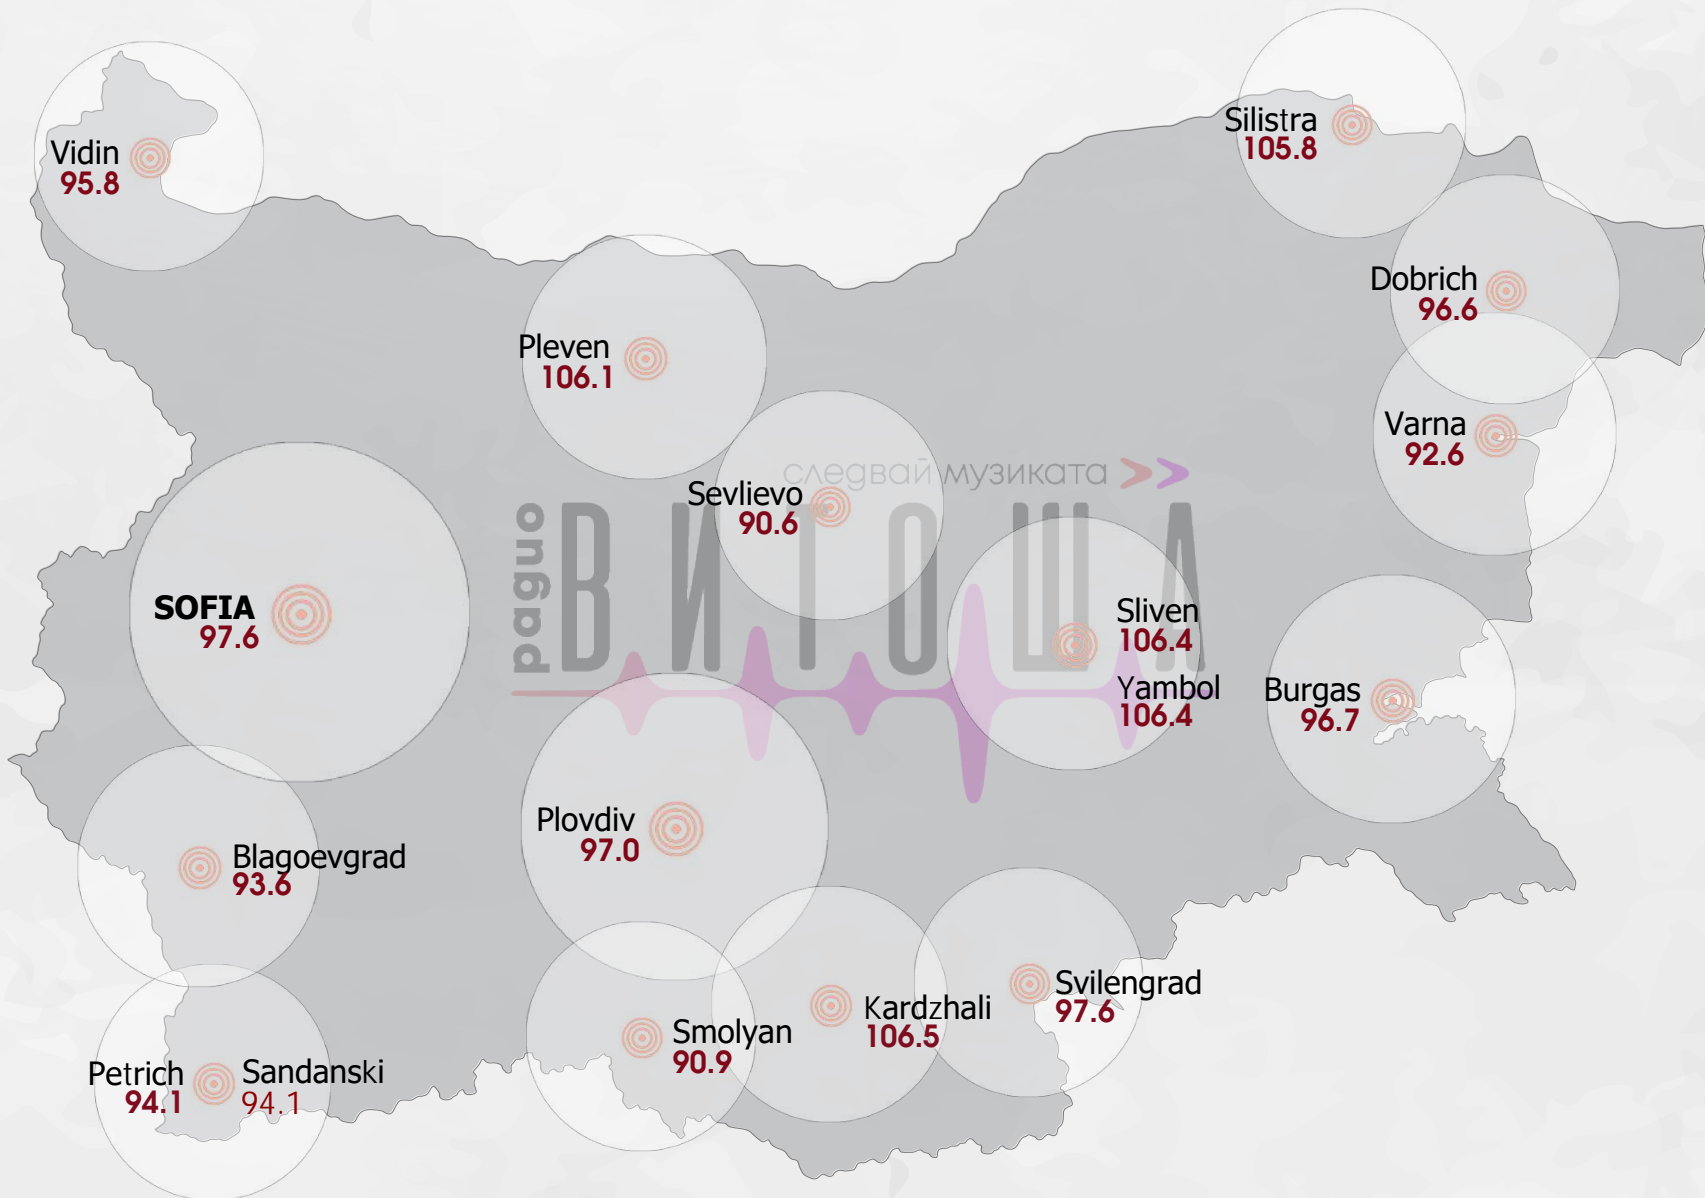 Silistra
105.8
Vidin
95.8
Dobrich
96.6
Pleven
106.1
Varna
92.6
следвай музиката
Sevlievo
90.6
радио
ВИТОША
SOFIA
97.6
Sliven
106.4
Yambol
106.4
Burgas
96.7
Plovdiv
97.0
Blagoevgrad
93.6
Svilengrad
97.6
Kardzhali
106.5
Smolyan
90.9
Petrich
94.1
Sandanski
94.1